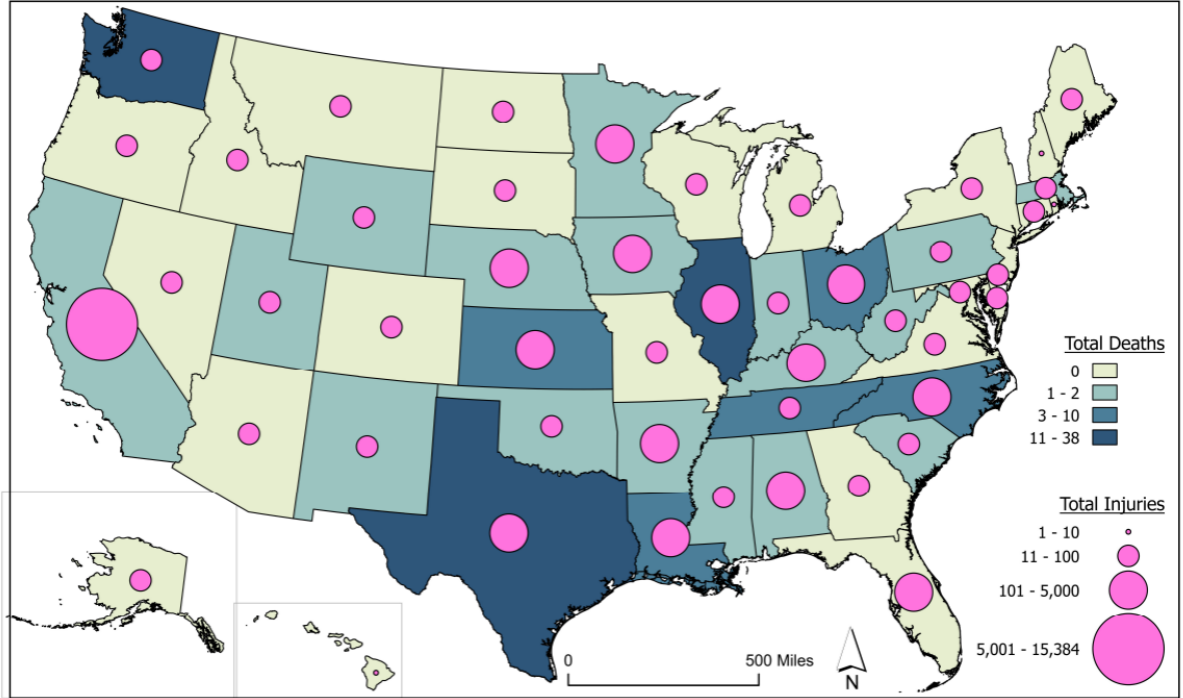 Total Deaths
0
1 - 2
3 - 10
11 - 38
Total Injuries
1 - 10
11 - 100
101 - 5,000
5,001 - 15,384
0 500 Miles
N